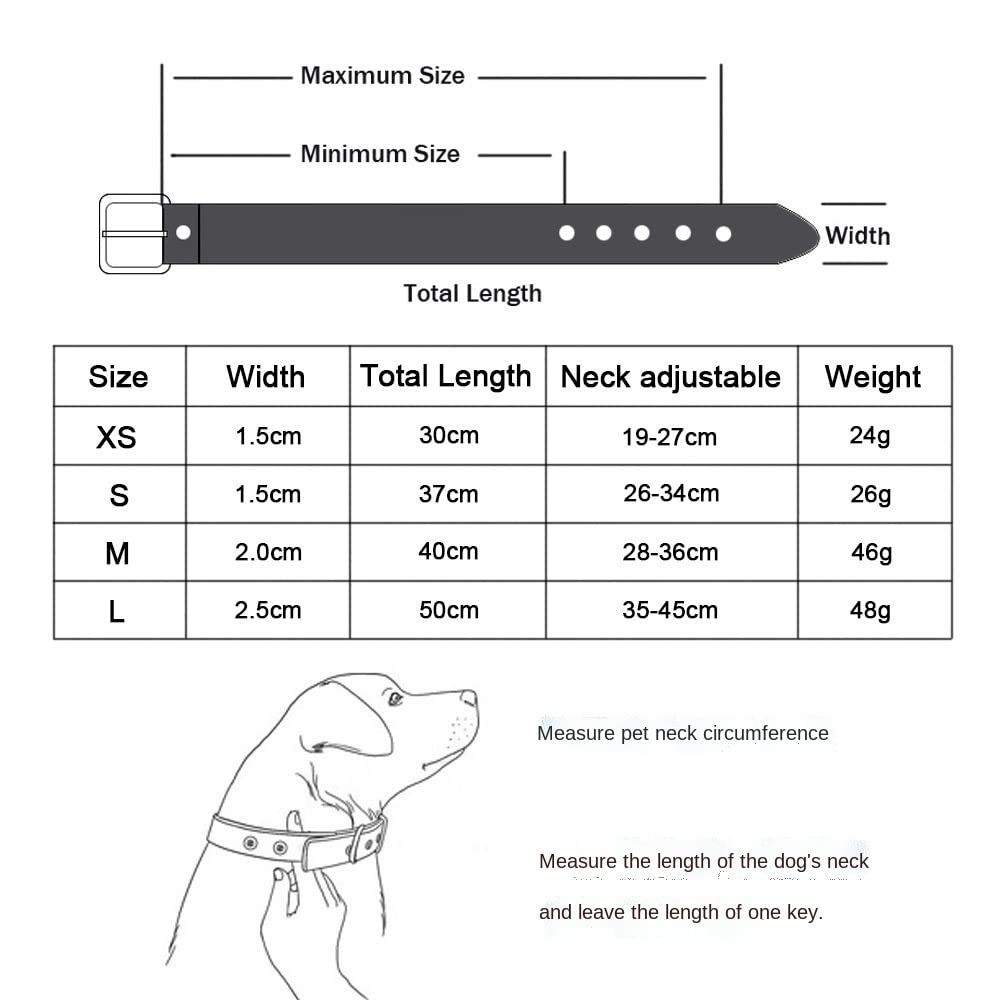 Maximum Size
Minimum Size
Width
Total Length
Size Width Total Length Neck adjustable Weight
XS 1.5cm 30cm 19-27cm 24g
S 1.5cm 37cm 26-34cm 26g
M 2.0cm 40cm 28-36cm 46g
L 2.5cm 50cm 35-45cm 48g
Measure pet neck circumference
Measure the length of the dog's neck
and leave the length of one key.